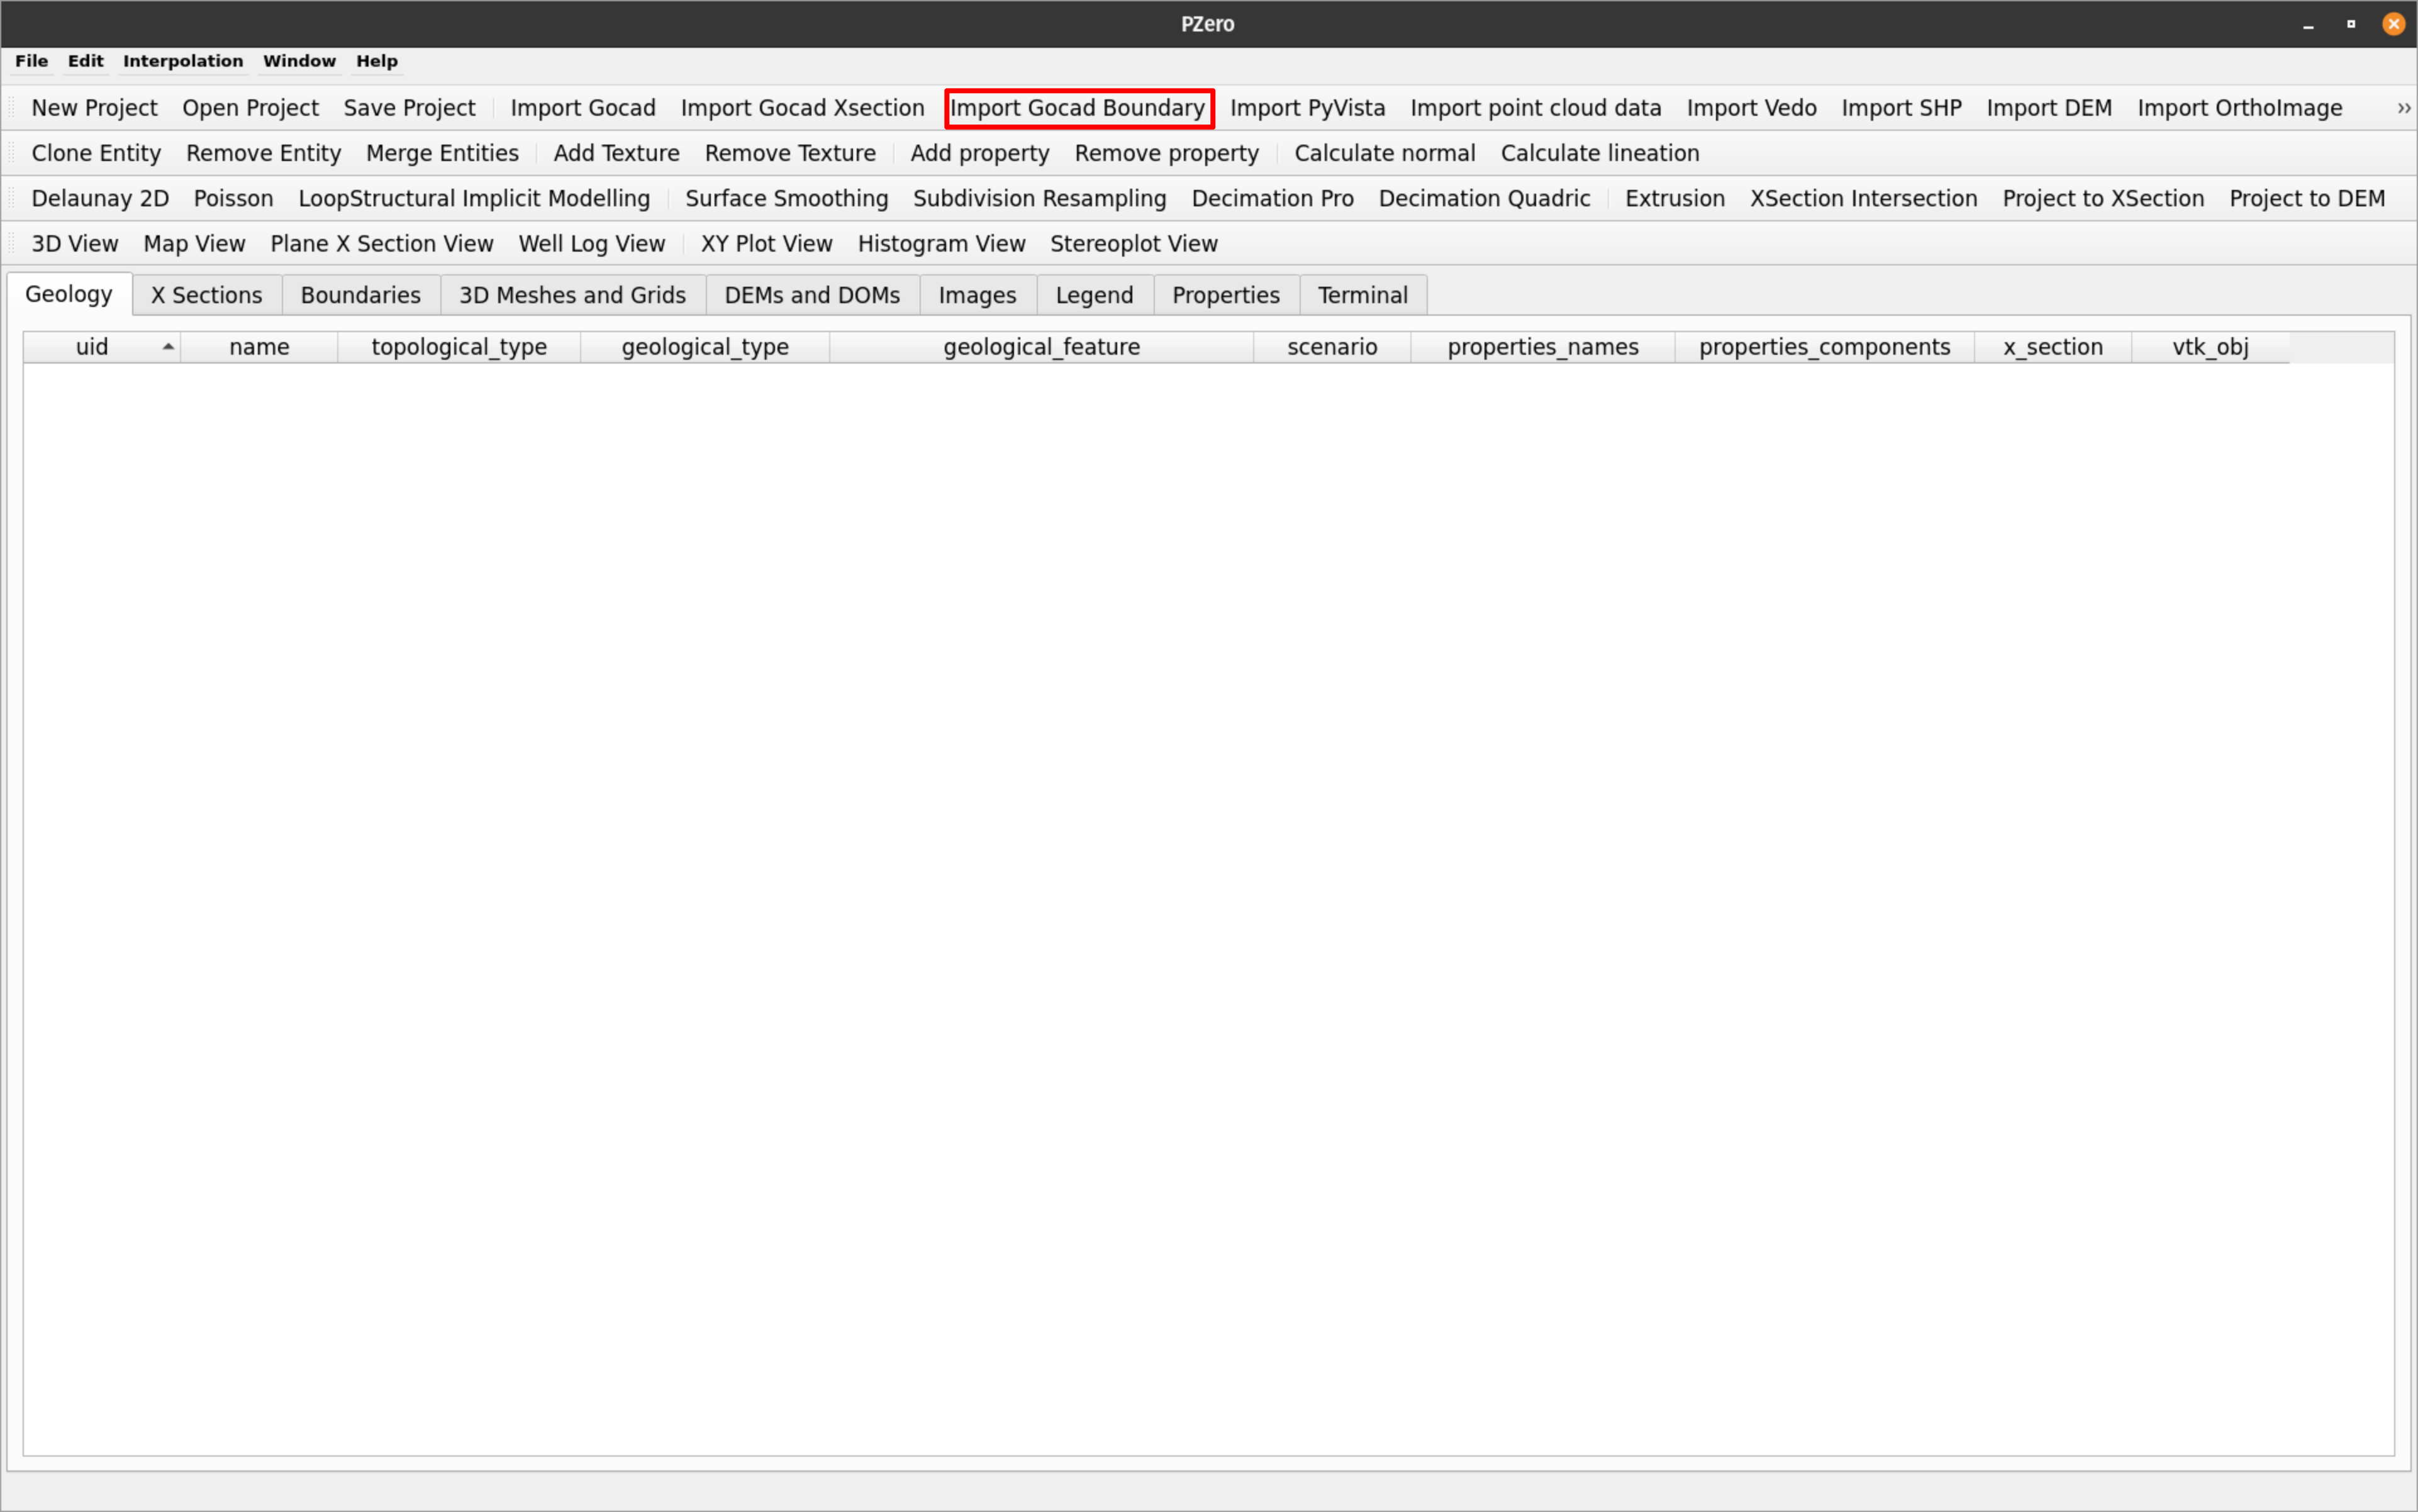 PZero
File Edit Interpolation Window Help
New Project Open Project Save Project Import Gocad Import Gocad Xsection Import Gocad Boundary Import PyVista Import point cloud data Import Vedo Import SHP Import DEM Import OrthoImage »
Clone Entity Remove Entity Merge Entities Add Texture Remove Texture Add property Remove property Calculate normal Calculate lineation
Delaunay 2D Poisson LoopStructural Implicit Modelling Surface Smoothing Subdivision Resampling Decimation Pro Decimation Quadric Extrusion XSection Intersection Project to XSection Project to DEM
3D View Map View Plane X Section View Well Log View XY Plot View Histogram View Stereoplot View
Geology X Sections Boundaries 3D Meshes and Grids DEMs and DOMs Images Legend Properties Terminal
uid name topological_type geological_type geological_feature scenario properties_names properties_components x_section vtk_obj